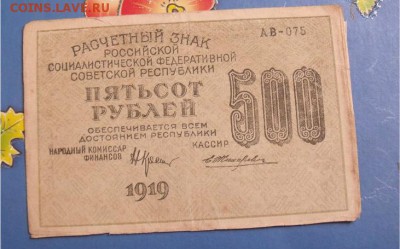 COINS.LAVE.RU
РАСЧЕТНЫЙ ЗНАК
РОССИЙСКОЙ
СОЦИАЛИСТИЧЕСКОЙ ФЕДЕРАТИВНОЙ
СОВЕТСКОЙ РЕСПУБЛИКИ
АВ-075
ПЯТЬСОТ
РУБЛЕЙ
500
ОБЕСПЕЧИВАЕТСЯ ВСЕМ
ДОСТОЯНИЕМ РЕСПУБЛИКИ
НАРОДНЫЙ КОМИССАР
ФИНАНСОВ
КАССИР
1919